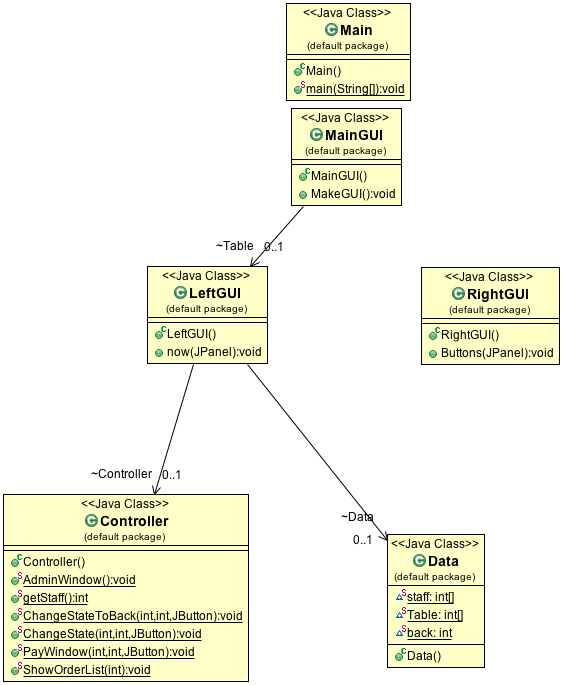 <<Java Class>>
C Main
(default package)
C Main()
S main(String[]):void
<<Java Class>>
C MainGUI
(default package)
C MainGUI()
MakeGUI():void
~Table 0..1
<<Java Class>>
C LeftGUI
(default package)
C LeftGUI()
now(JPanel):void
<<Java Class>>
C RightGUI
(default package)
C RightGUI()
Buttons(JPanel):void
~Controller 0..1
<<Java Class>>
C Controller
(default package)
C Controller()
S AdminWindow():void
S getStaff():int
S ChangeStateToBack(int,int,JButton):void
S ChangeState(int,int,JButton):void
S PayWindow(int,int,JButton):void
S ShowOrderList(int):void
~Data
0..1
<<Java Class>>
C Data
(default package)
S staff: int[]
S Table: int[]
S back: int
C Data()